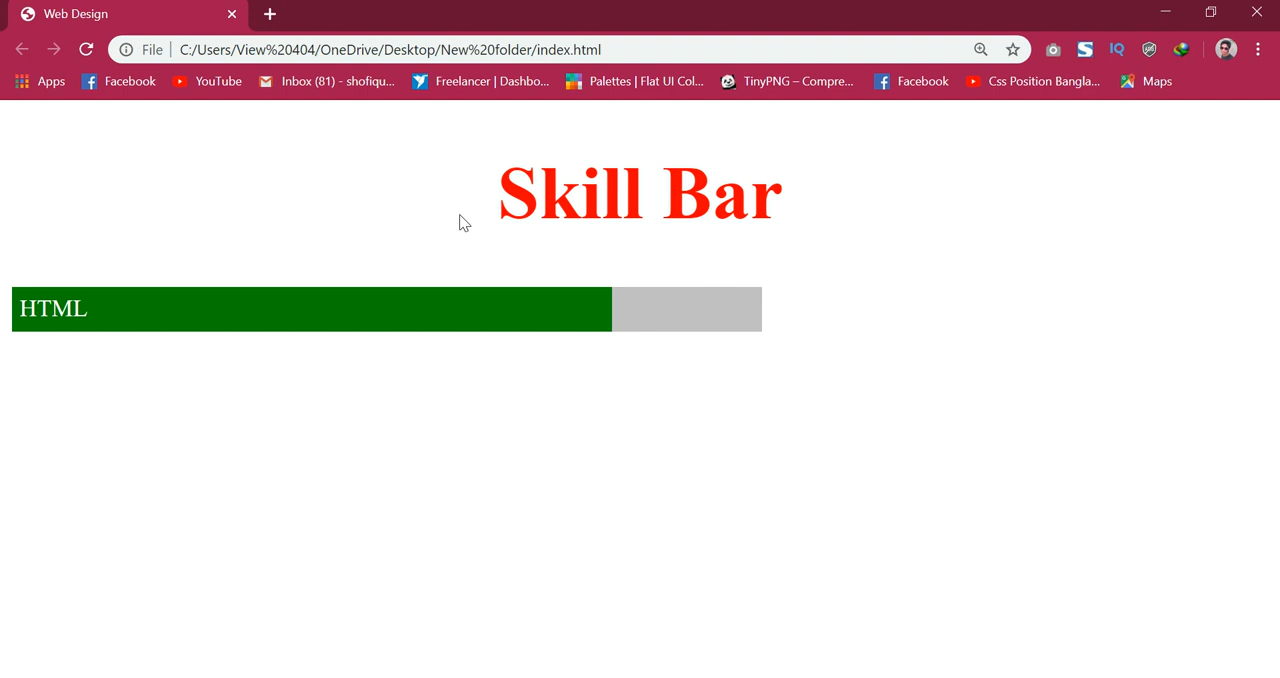 Web Design
File C:/Users/View%20404/OneDrive/Desktop/New%20folder/index.html
IQ
Apps Facebook YouTube Inbox (81) - shofiqu... Freelancer | Dashbo... Palettes | Flat UI Col... TinyPNG – Compre... Facebook Css Position Bangla... Maps
Skill Bar
HTML